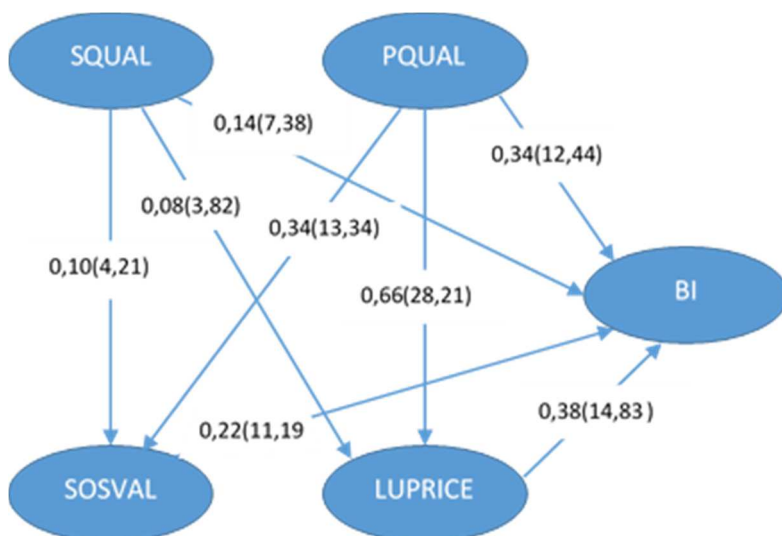 SQUAL
PQUAL
0,14(7,38)
0,34(12,44)
0,08(3,82)
0,34(13,34)
0,10(4,21)
0,66(28,21)
BI
0,22(11,19
0,38(14,83 )
SOSVAL
LUPRICE